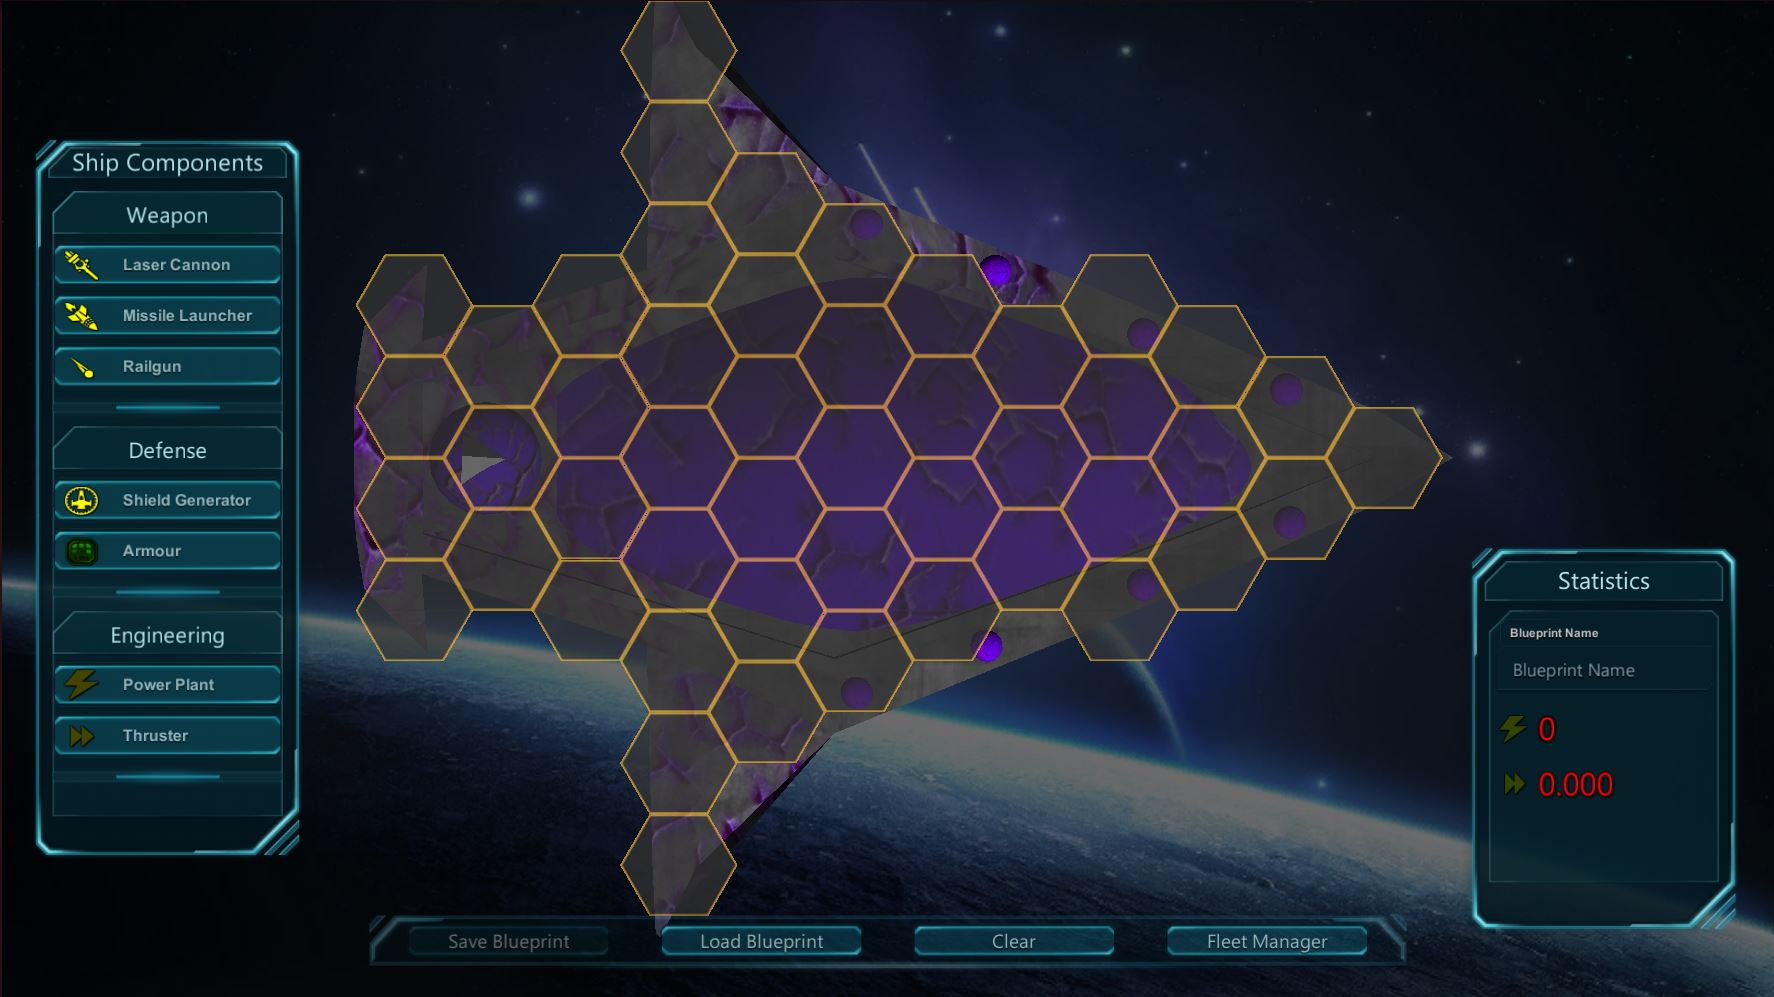 Ship Components
Weapon
Laser Cannon
Missile Launcher
Railgun
Defense
Shield Generator
Armour
Engineering
Power Plant
Thruster
Statistics
Blueprint Name
Blueprint Name
0
0.000
Save Blueprint
Load Blueprint
Clear
Fleet Manager